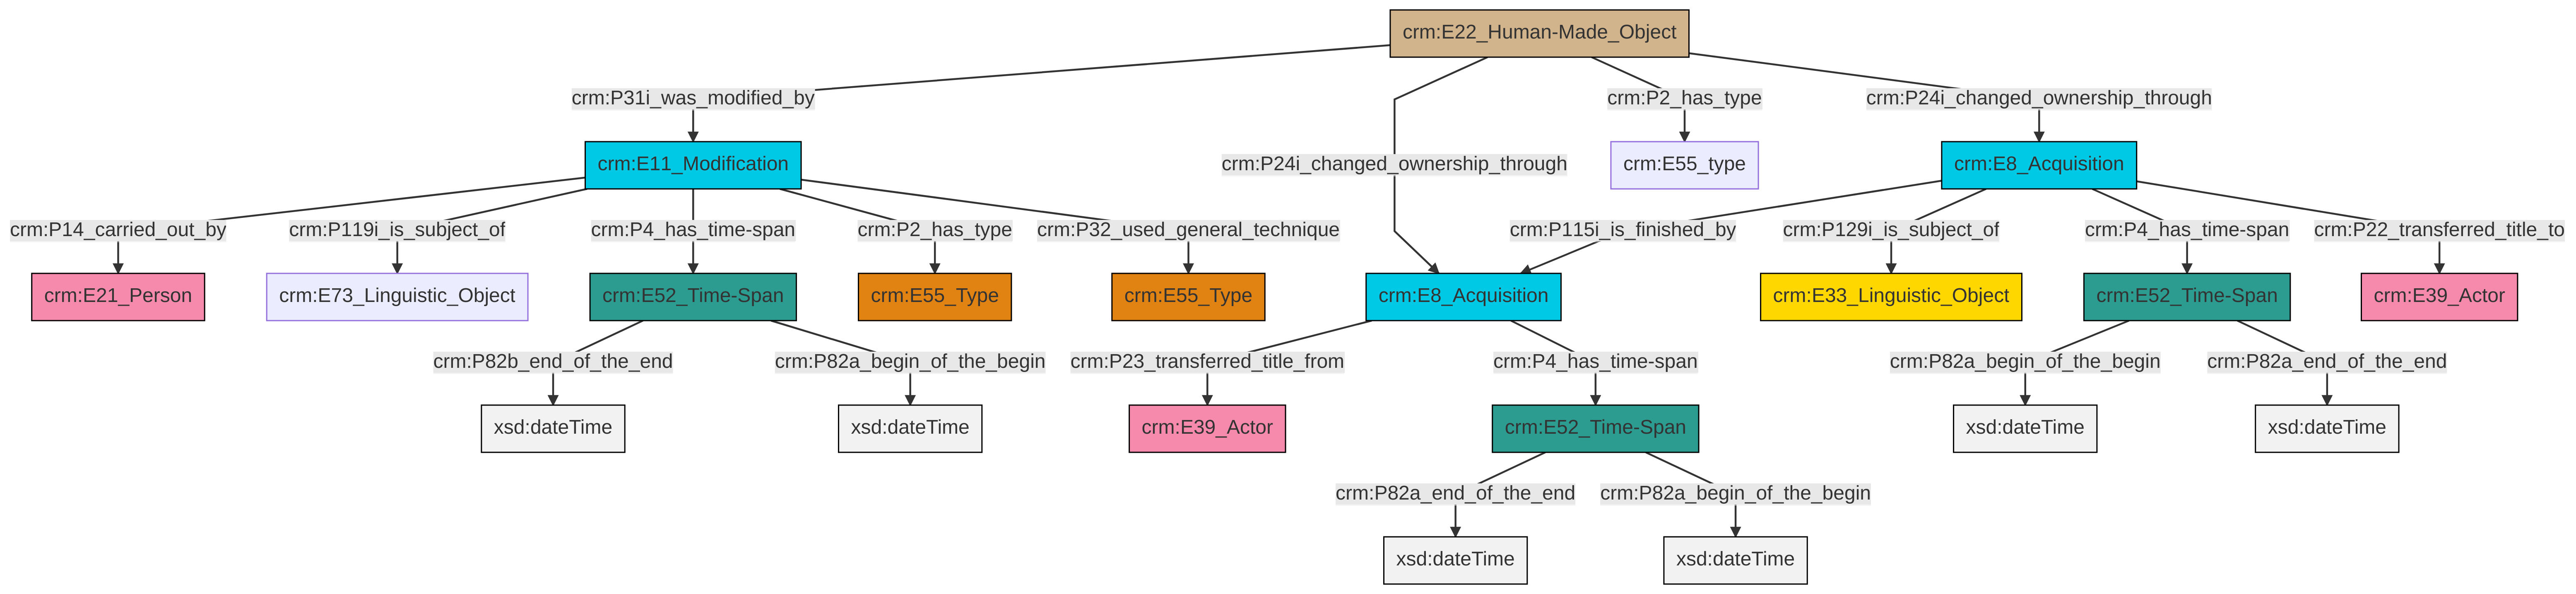 crm:E22_Human-Made_Object
crm:P31i_was_modified_by
crm:P2_has_type
crm:P24i_changed_ownership_through
crm:E11_Modification
crm:P24i_changed_ownership_through
crm:E55_type
crm:E8_Acquisition
crm:P14_carried_out_by
crm:P119i_is_subject_of
crm:P4_has_time-span
crm:P2_has_type
crm:P32_used_general_technique
crm:P115i_is_finished_by
crm:P129i_is_subject_of
crm:P4_has_time-span
crm:P22_transferred_title_to
crm:E21_Person
crm:E73_Linguistic_Object
crm:E52_Time-Span
crm:E55_Type
crm:E55_Type
crm:E8_Acquisition
crm:E33_Linguistic_Object
crm:E52_Time-Span
crm:E39_Actor
crm:P82b_end_of_the_end
crm:P82a_begin_of_the_begin
crm:P23_transferred_title_from
crm:P4_has_time-span
crm:P82a_begin_of_the_begin
crm:P82a_end_of_the_end
xsd:dateTime
xsd:dateTime
crm:E39_Actor
crm:E52_Time-Span
xsd:dateTime
xsd:dateTime
crm:P82a_end_of_the_end
crm:P82a_begin_of_the_begin
xsd:dateTime
xsd:dateTime